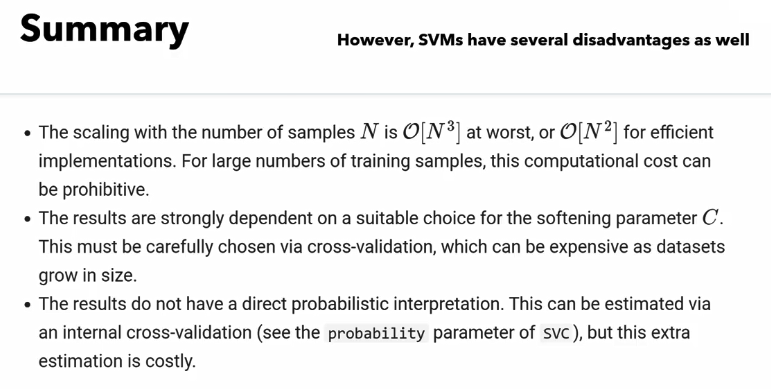 Summary
However, SVMs have several disadvantages as well
• The scaling with the number of samples N is 𝒪[N³] at worst, or 𝒪[N²] for efficient
implementations. For large numbers of training samples, this computational cost can
be prohibitive.
• The results are strongly dependent on a suitable choice for the softening parameter C.
This must be carefully chosen via cross-validation, which can be expensive as datasets
grow in size.
• The results do not have a direct probabilistic interpretation. This can be estimated via
an internal cross-validation (see the probability parameter of SVC), but this extra
estimation is costly.